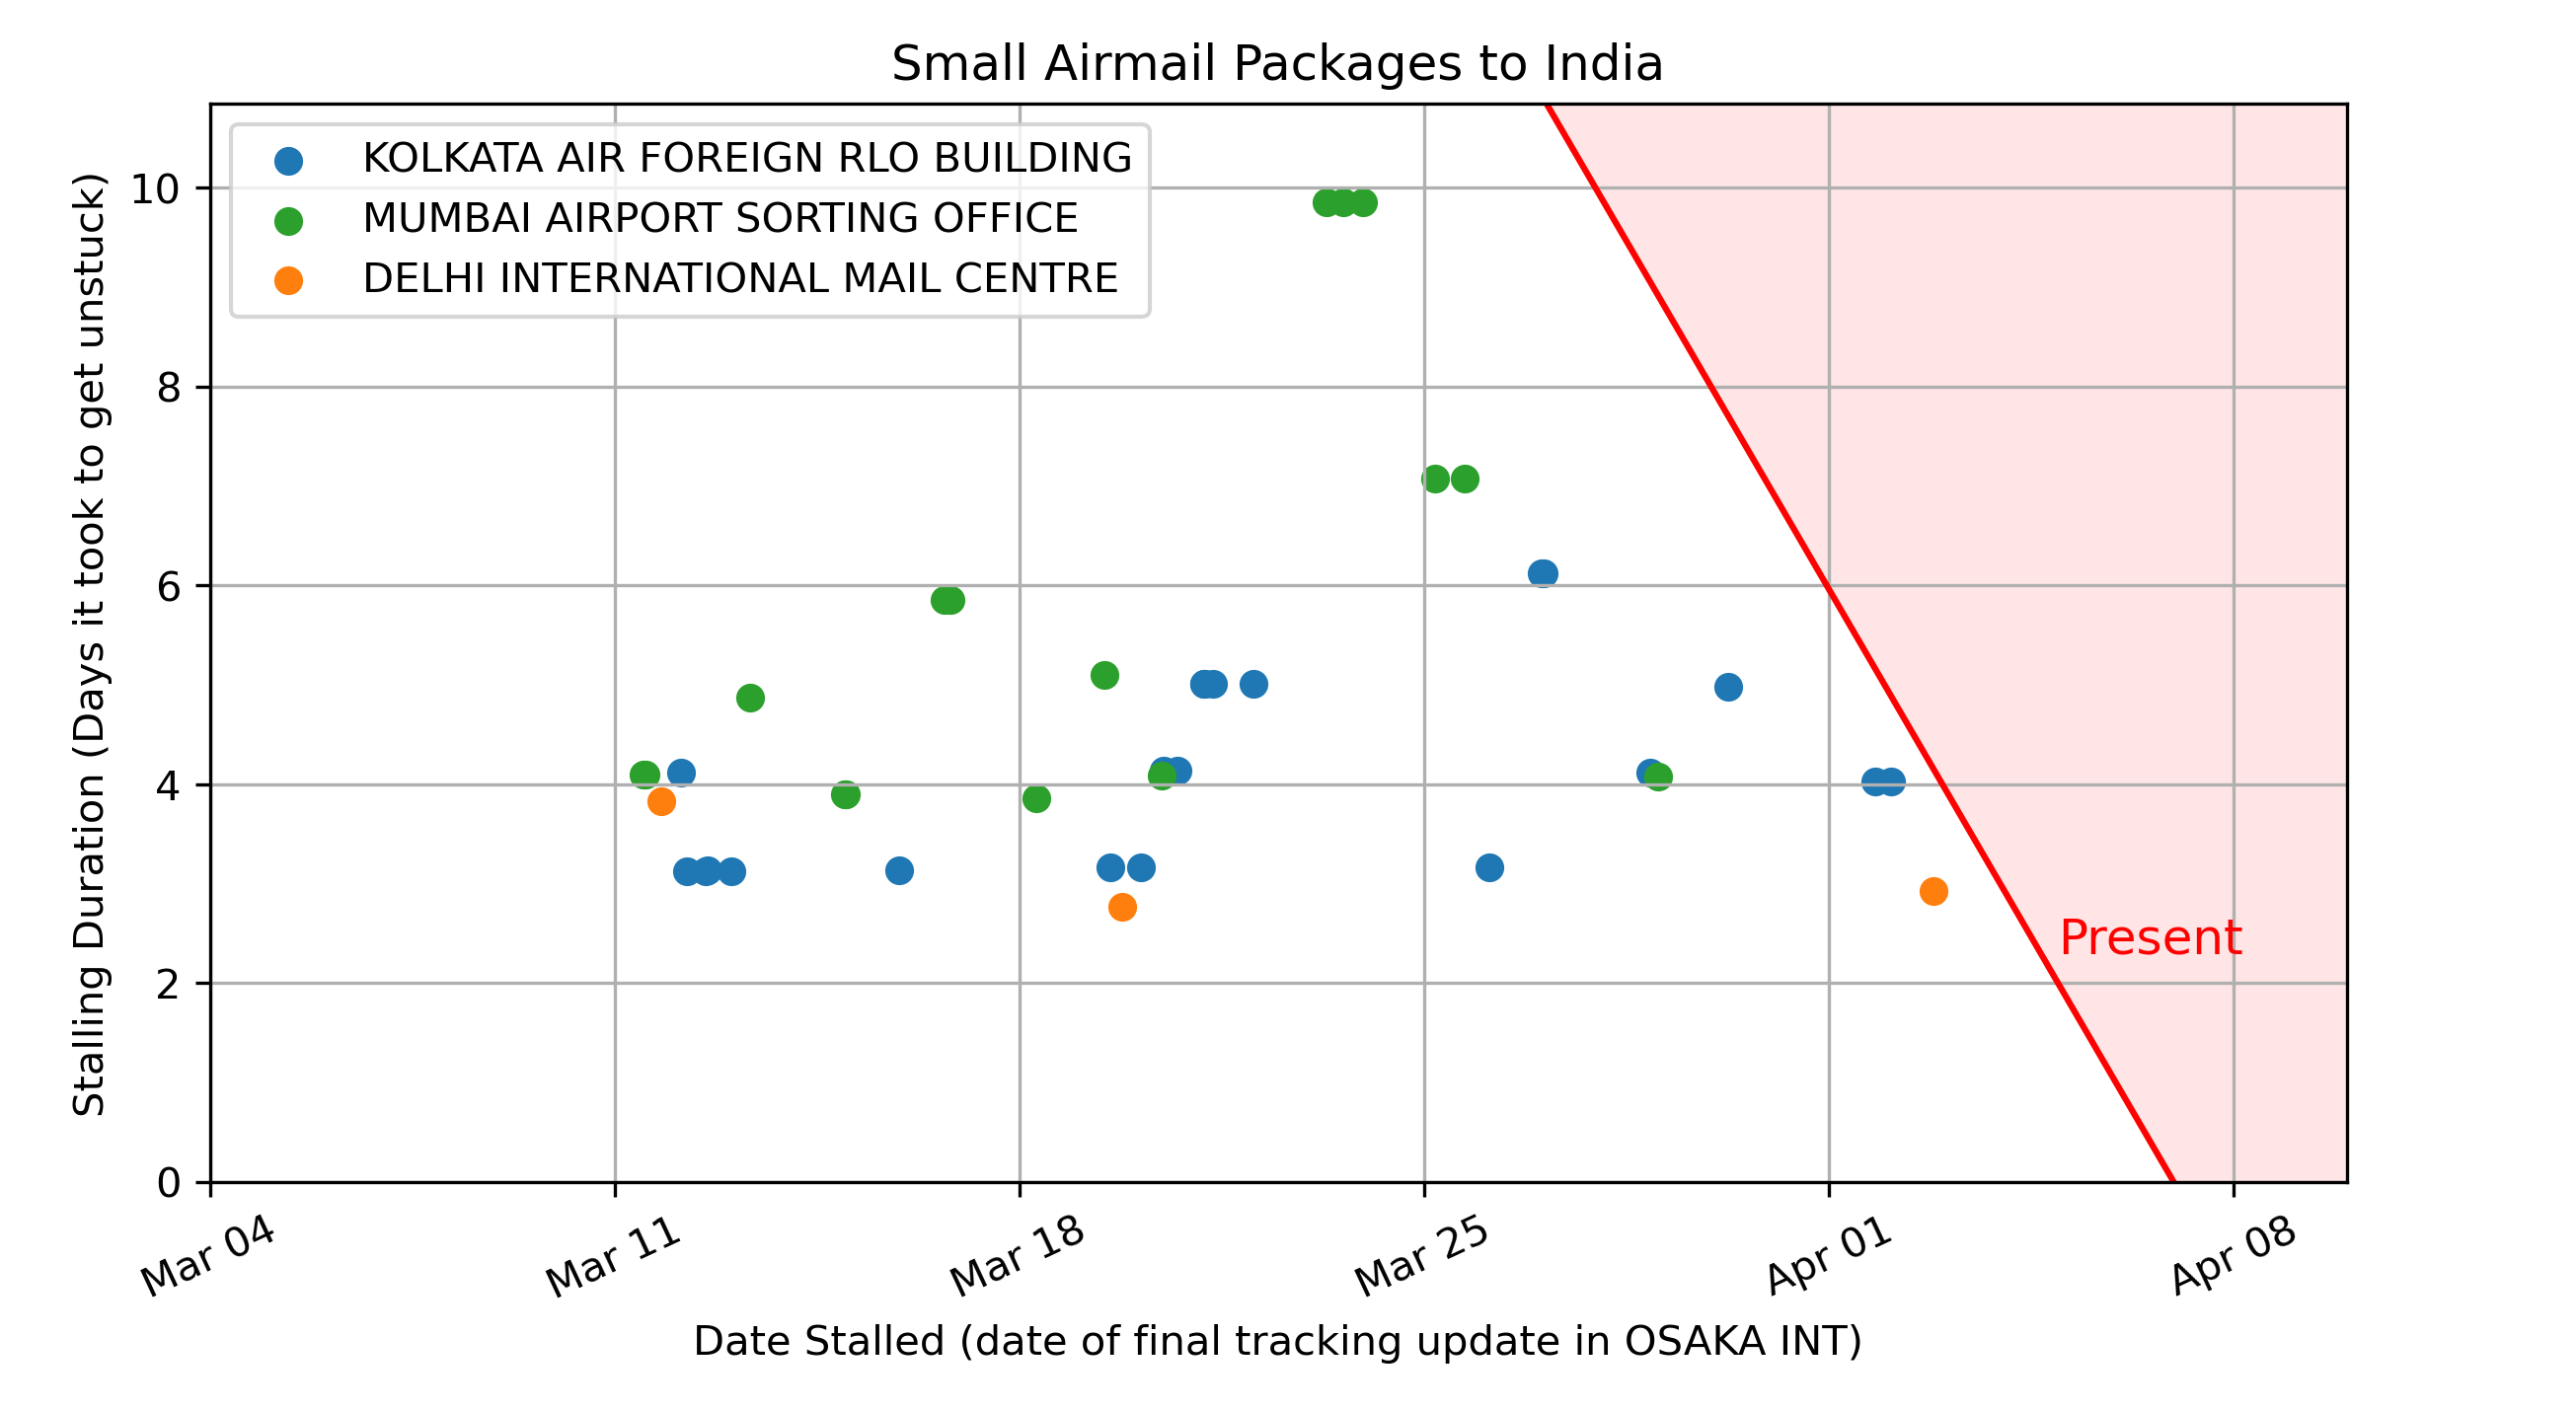 Small Airmail Packages to India
KOLKATA AIR FOREIGN RLO BUILDING
MUMBAI AIRPORT SORTING OFFICE
DELHI INTERNATIONAL MAIL CENTRE
Stalling Duration (Days it took to get unstuck)
10
8
6
4
2
0
Present
Mar 04
Mar 11
Mar 18
Mar 25
Apr 01
Apr 08
Date Stalled (date of final tracking update in OSAKA INT)